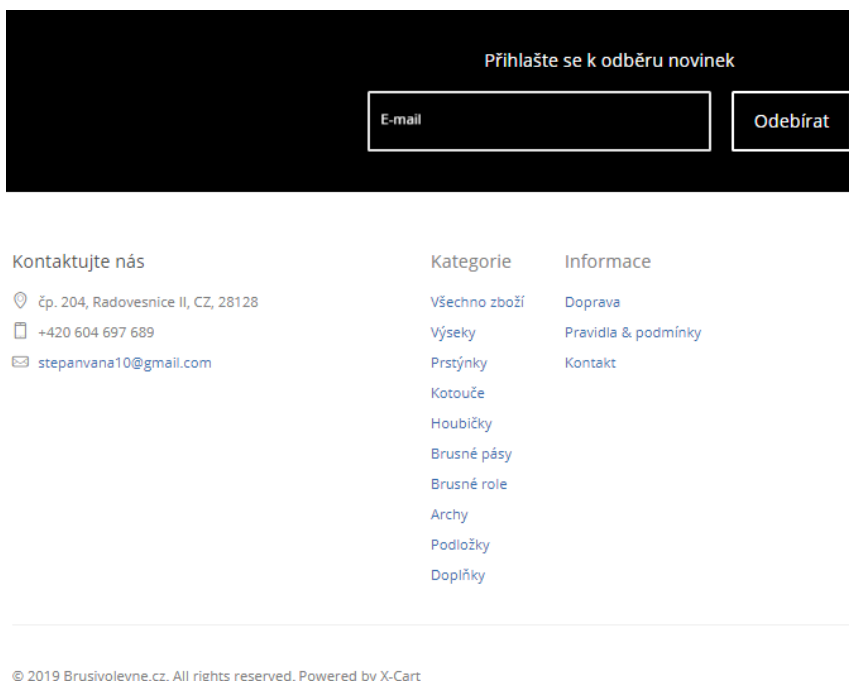 Přihlašte se k odběru novinek
E-mail
Odebírat
Kontaktujte nás
čp. 204, Radovesnice II, CZ, 28128
+420 604 697 689
stepanvana10@gmail.com
Kategorie
Všechno zboží
Výseky
Prstýnky
Kotouče
Houbičky
Brusné pásy
Brusné role
Archy
Podložky
Doplňky
Informace
Doprava
Pravidla & podmínky
Kontakt
© 2019 Brusivolevne.cz. All rights reserved. Powered by X-Cart